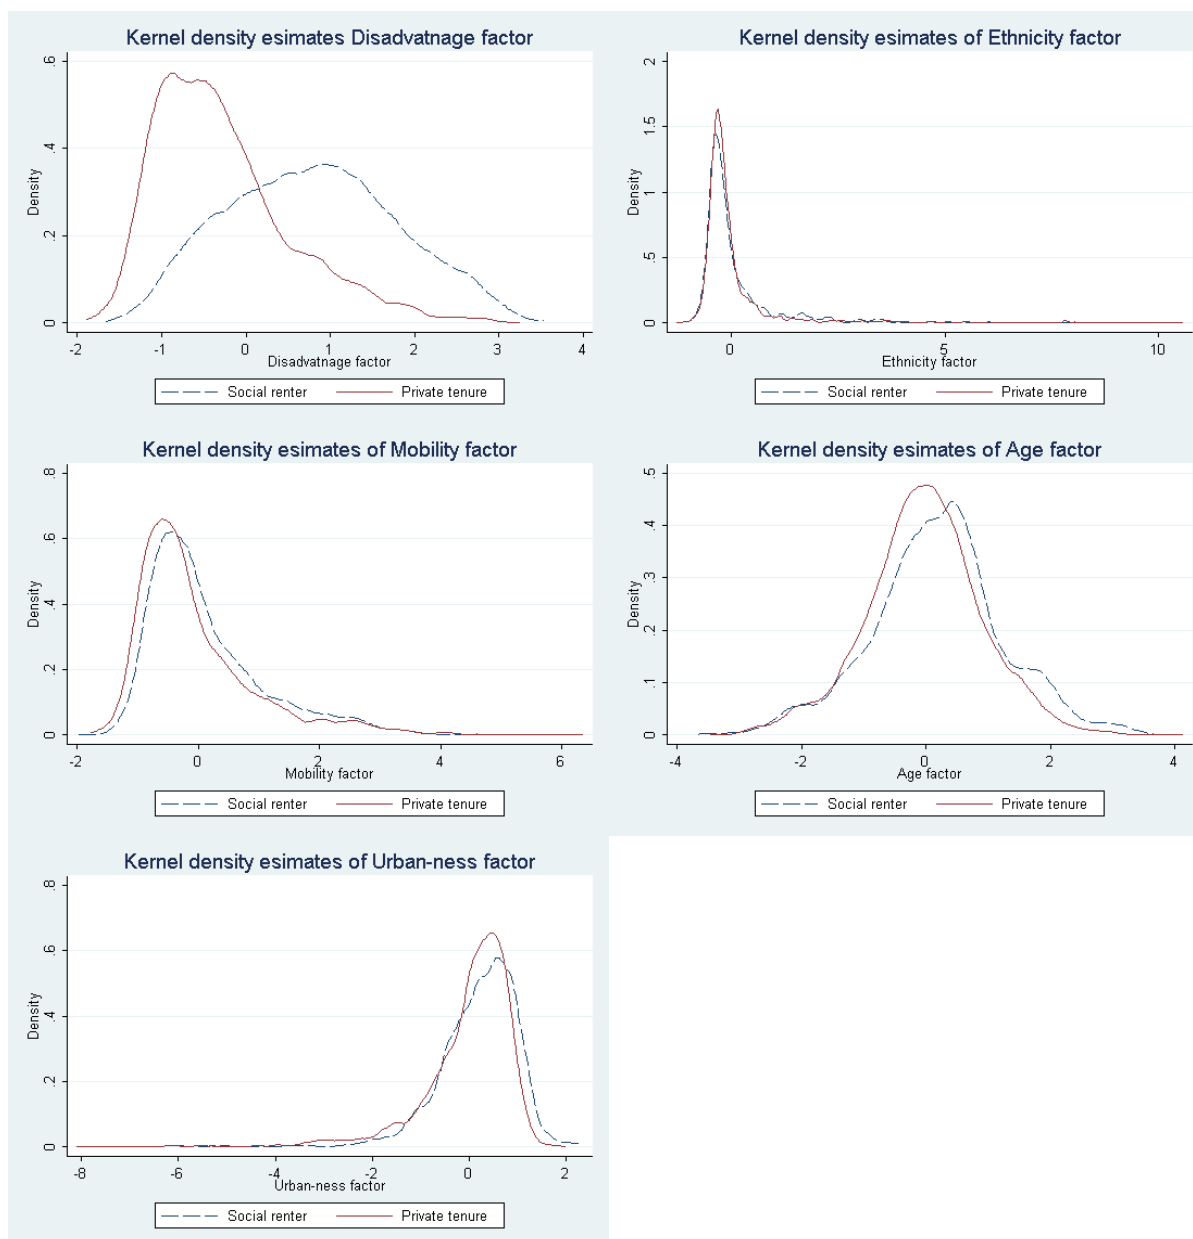 Kernel density esimates Disadvatnage factor
Density
0 .2 .4 .6
-2 -1 0 1 2 3 4
Disadvatnage factor
Social renter Private tenure
Kernel density esimates of Ethnicity factor
Density
0 .5 1 1.5 2
0 5 10
Ethnicity factor
Social renter Private tenure
Kernel density esimates of Mobility factor
Density
0 .2 .4 .6 .8
-2 0 2 4 6
Mobility factor
Social renter Private tenure
Kernel density esimates of Age factor
Density
0 .1 .2 .3 .4 .5
-4 -2 0 2 4
Age factor
Social renter Private tenure
Kernel density esimates of Urban-ness factor
Density
0 .2 .4 .6 .8
-8 -6 -4 -2 0 2
Urban-ness factor
Social renter Private tenure